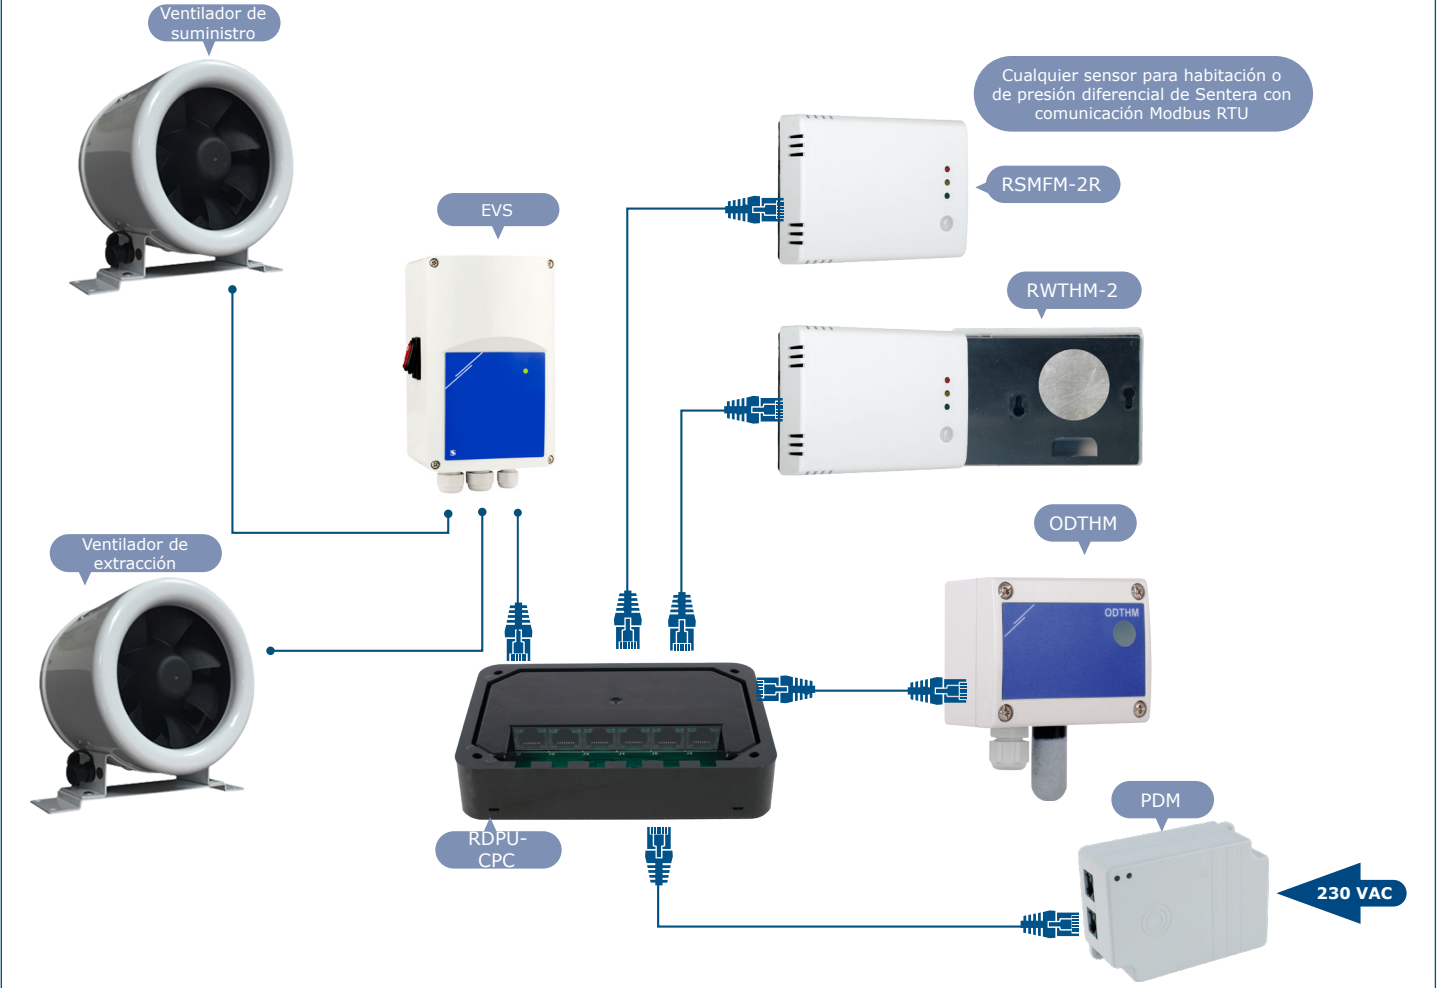 Ventilador de
suministro
Cualquier sensor para habitación o
de presión diferencial de Sentera con
comunicación Modbus RTU
RSMFM-2R
EVS
RWTHM-2
ODTHM
Ventilador de
extracción
ODTHM
S
PDM
RDPU-
CPC
230 VAC